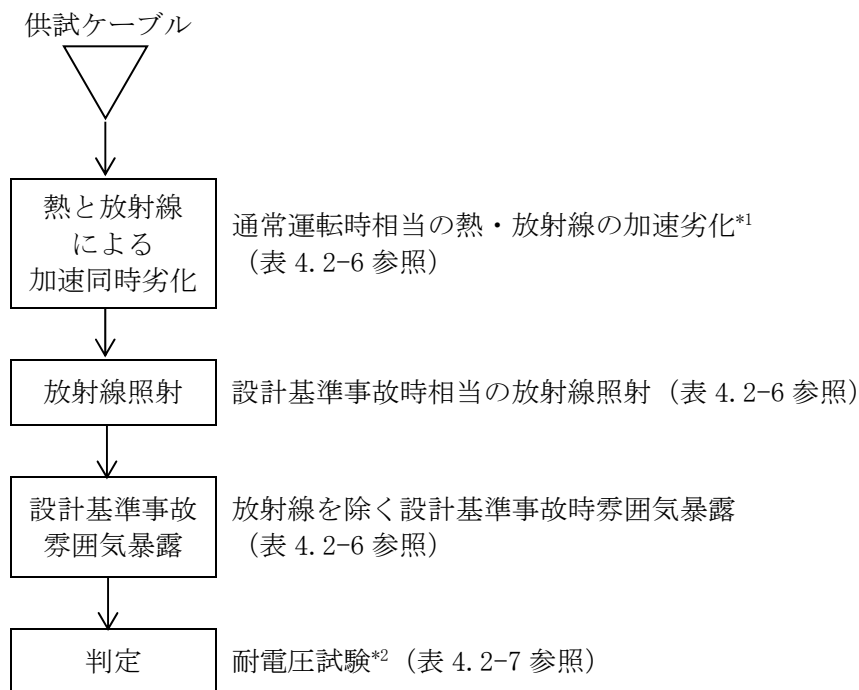 供試ケーブル
熱と放射線
による
加速同時劣化
通常運転時相当の熱・放射線の加速劣化*1
（表 4.2-6 参照）
放射線照射
設計基準事故時相当の放射線照射（表 4.2-6 参照）
設計基準事故
雰囲気暴露
放射線を除く設計基準事故時雰囲気暴露
（表 4.2-6 参照）
判定
耐電圧試験*2（表 4.2-7 参照）